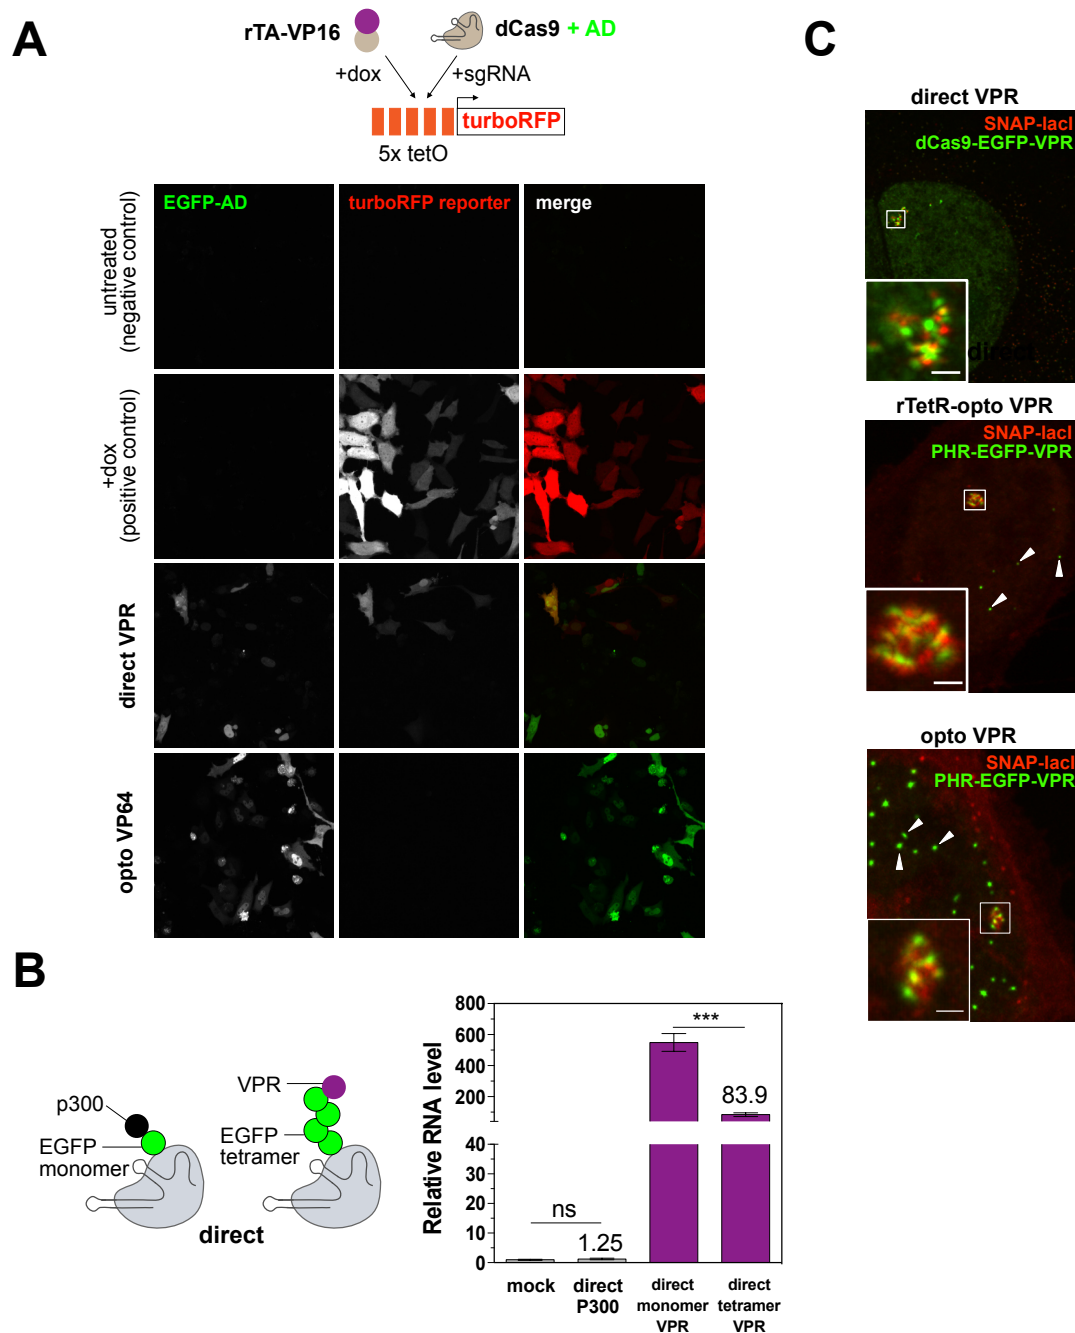 A
rTA-VP16
dCas9 + AD
+dox
+sgRNA
turboRFP
5x tetO
EGFP-AD
turboRFP reporter
merge
untreated
(negative control)
+dox
(positive control)
direct VPR
opto VP64
B
p300
EGFP
monomer
VPR
EGFP
tetramer
direct
Relative RNA level
800
600
400
200
40
30
20
10
0
ns
1.25
***
83.9
mock
direct
P300
direct
monomer
VPR
direct
tetramer
VPR
C
direct VPR
SNAP-lacI
dCas9-EGFP-VPR
direct
rTetR-opto VPR
SNAP-lacI
PHR-EGFP-VPR
opto VPR
SNAP-lacI
PHR-EGFP-VPR